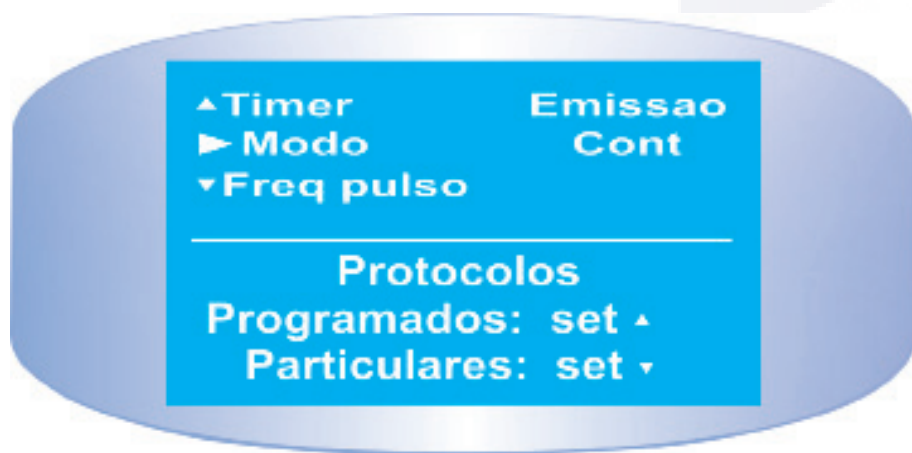 ▲Timer Emissao
►Modo Cont
▼Freq pulso
Protocolos
Programados: set ▲
Particulares: set ▼